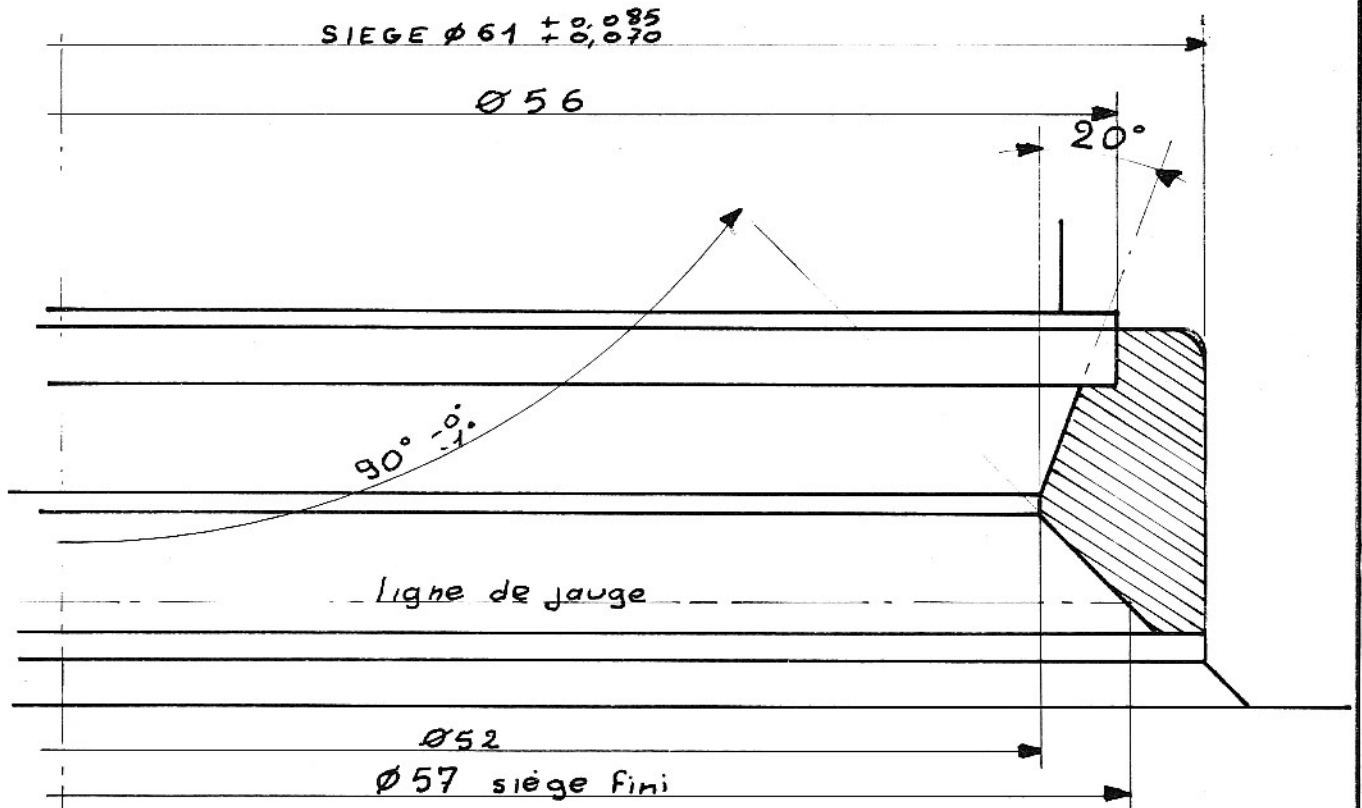 SIEGE Ø 61 + 0,085 + 0,070
Ø 56
20°
90° -0° -1°
ligne de jauge
Ø52
Ø 57 siège fini